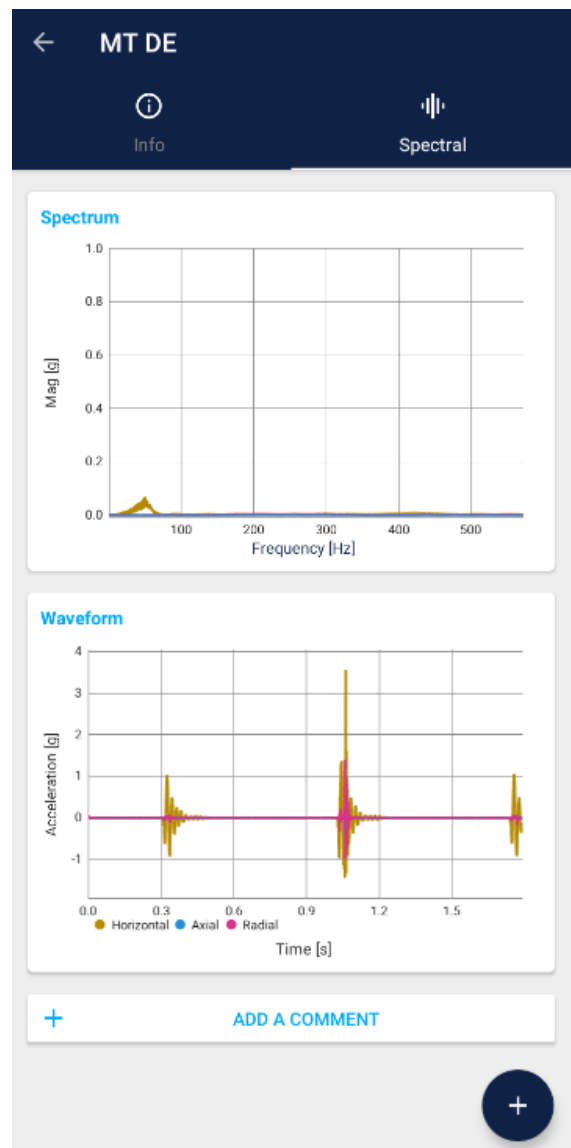 MT DE
Info
Spectral
Spectrum
1.0
0.8
0.6
0.4
0.2
0.0
Mag [g]
100 200 300 400 500
Frequency [Hz]
Waveform
4
3
2
1
0
-1
Acceleration [g]
0.0 0.3 0.6 0.9 1.2 1.5
Horizontal Axial Radial
Time [s]
+ ADD A COMMENT
+